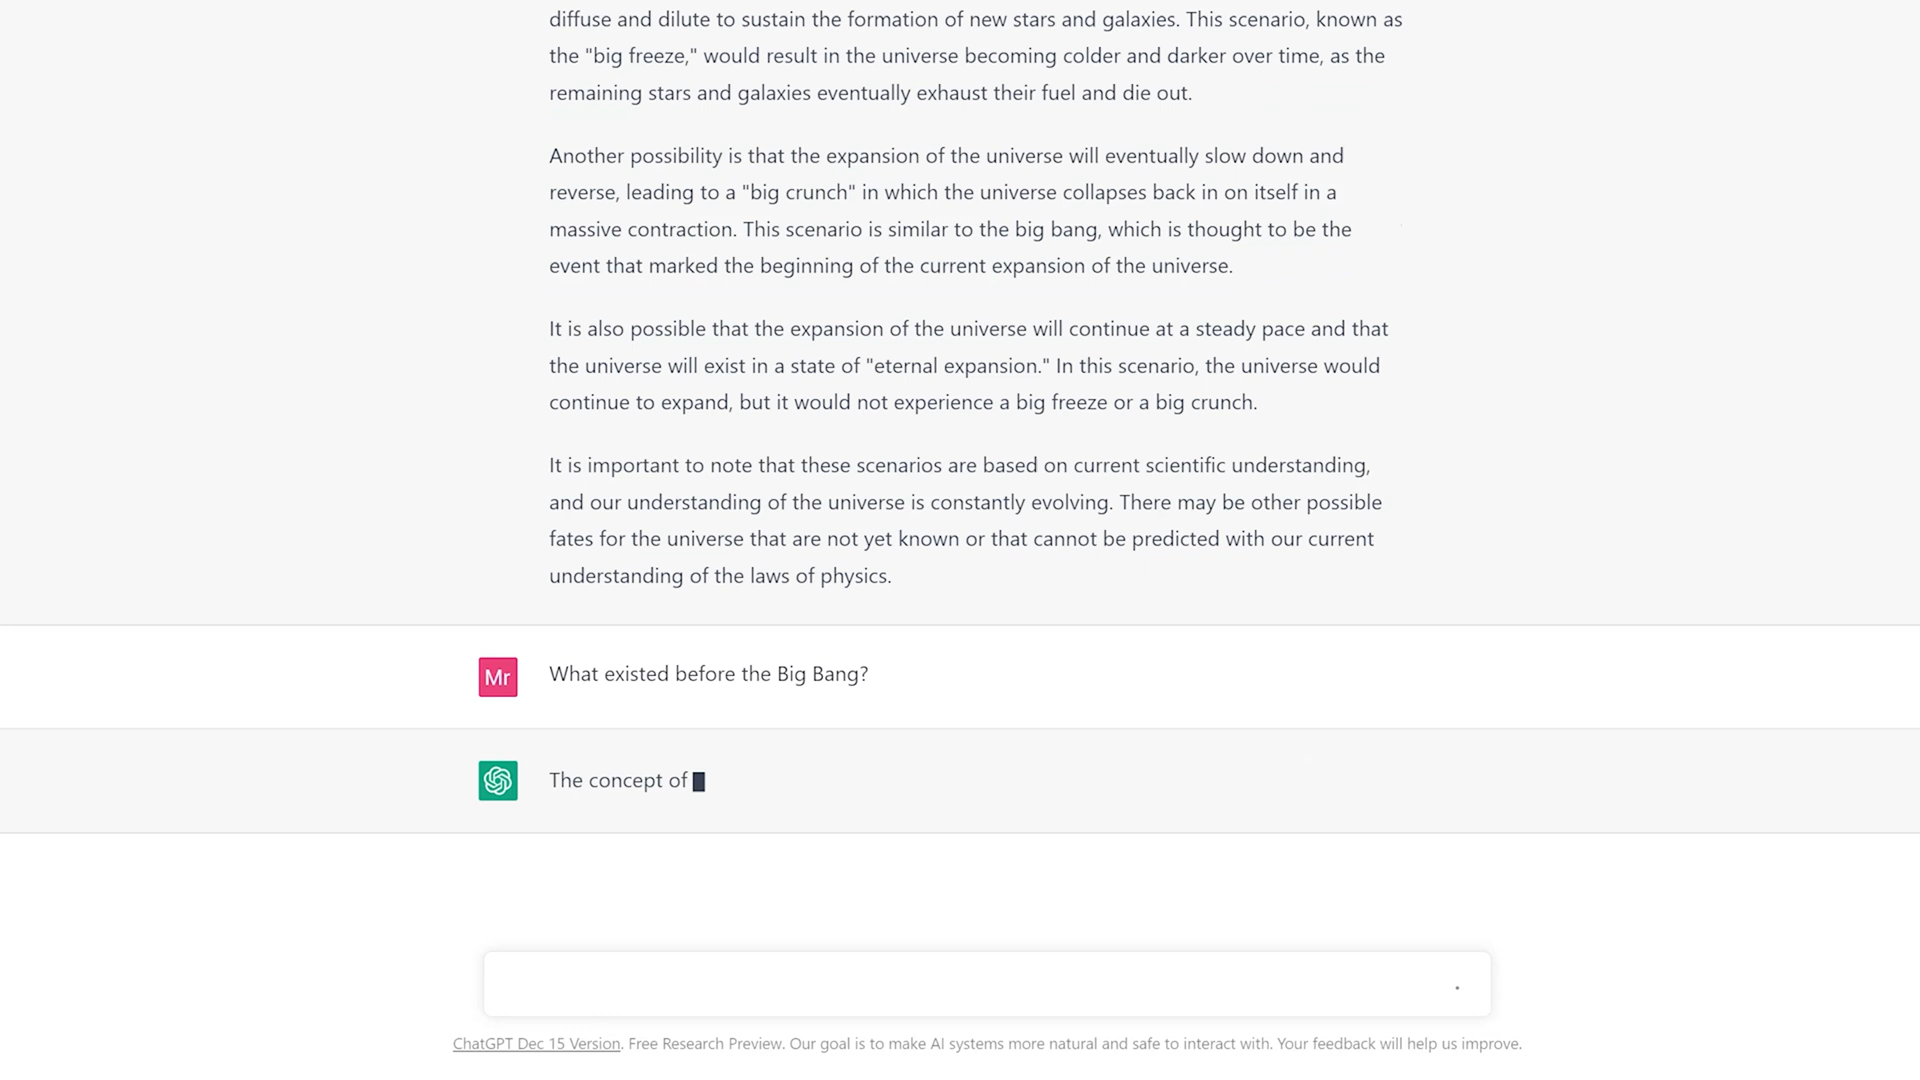 diffuse and dilute to sustain the formation of new stars and galaxies. This scenario, known as
the "big freeze," would result in the universe becoming colder and darker over time, as the
remaining stars and galaxies eventually exhaust their fuel and die out.
Another possibility is that the expansion of the universe will eventually slow down and
reverse, leading to a "big crunch" in which the universe collapses back in on itself in a
massive contraction. This scenario is similar to the big bang, which is thought to be the
event that marked the beginning of the current expansion of the universe.
It is also possible that the expansion of the universe will continue at a steady pace and that
the universe will exist in a state of "eternal expansion." In this scenario, the universe would
continue to expand, but it would not experience a big freeze or a big crunch.
It is important to note that these scenarios are based on current scientific understanding,
and our understanding of the universe is constantly evolving. There may be other possible
fates for the universe that are not yet known or that cannot be predicted with our current
understanding of the laws of physics.
Mr What existed before the Big Bang?
The concept of
ChatGPT Dec 15 Version. Free Research Preview. Our goal is to make AI systems more natural and safe to interact with. Your feedback will help us improve.